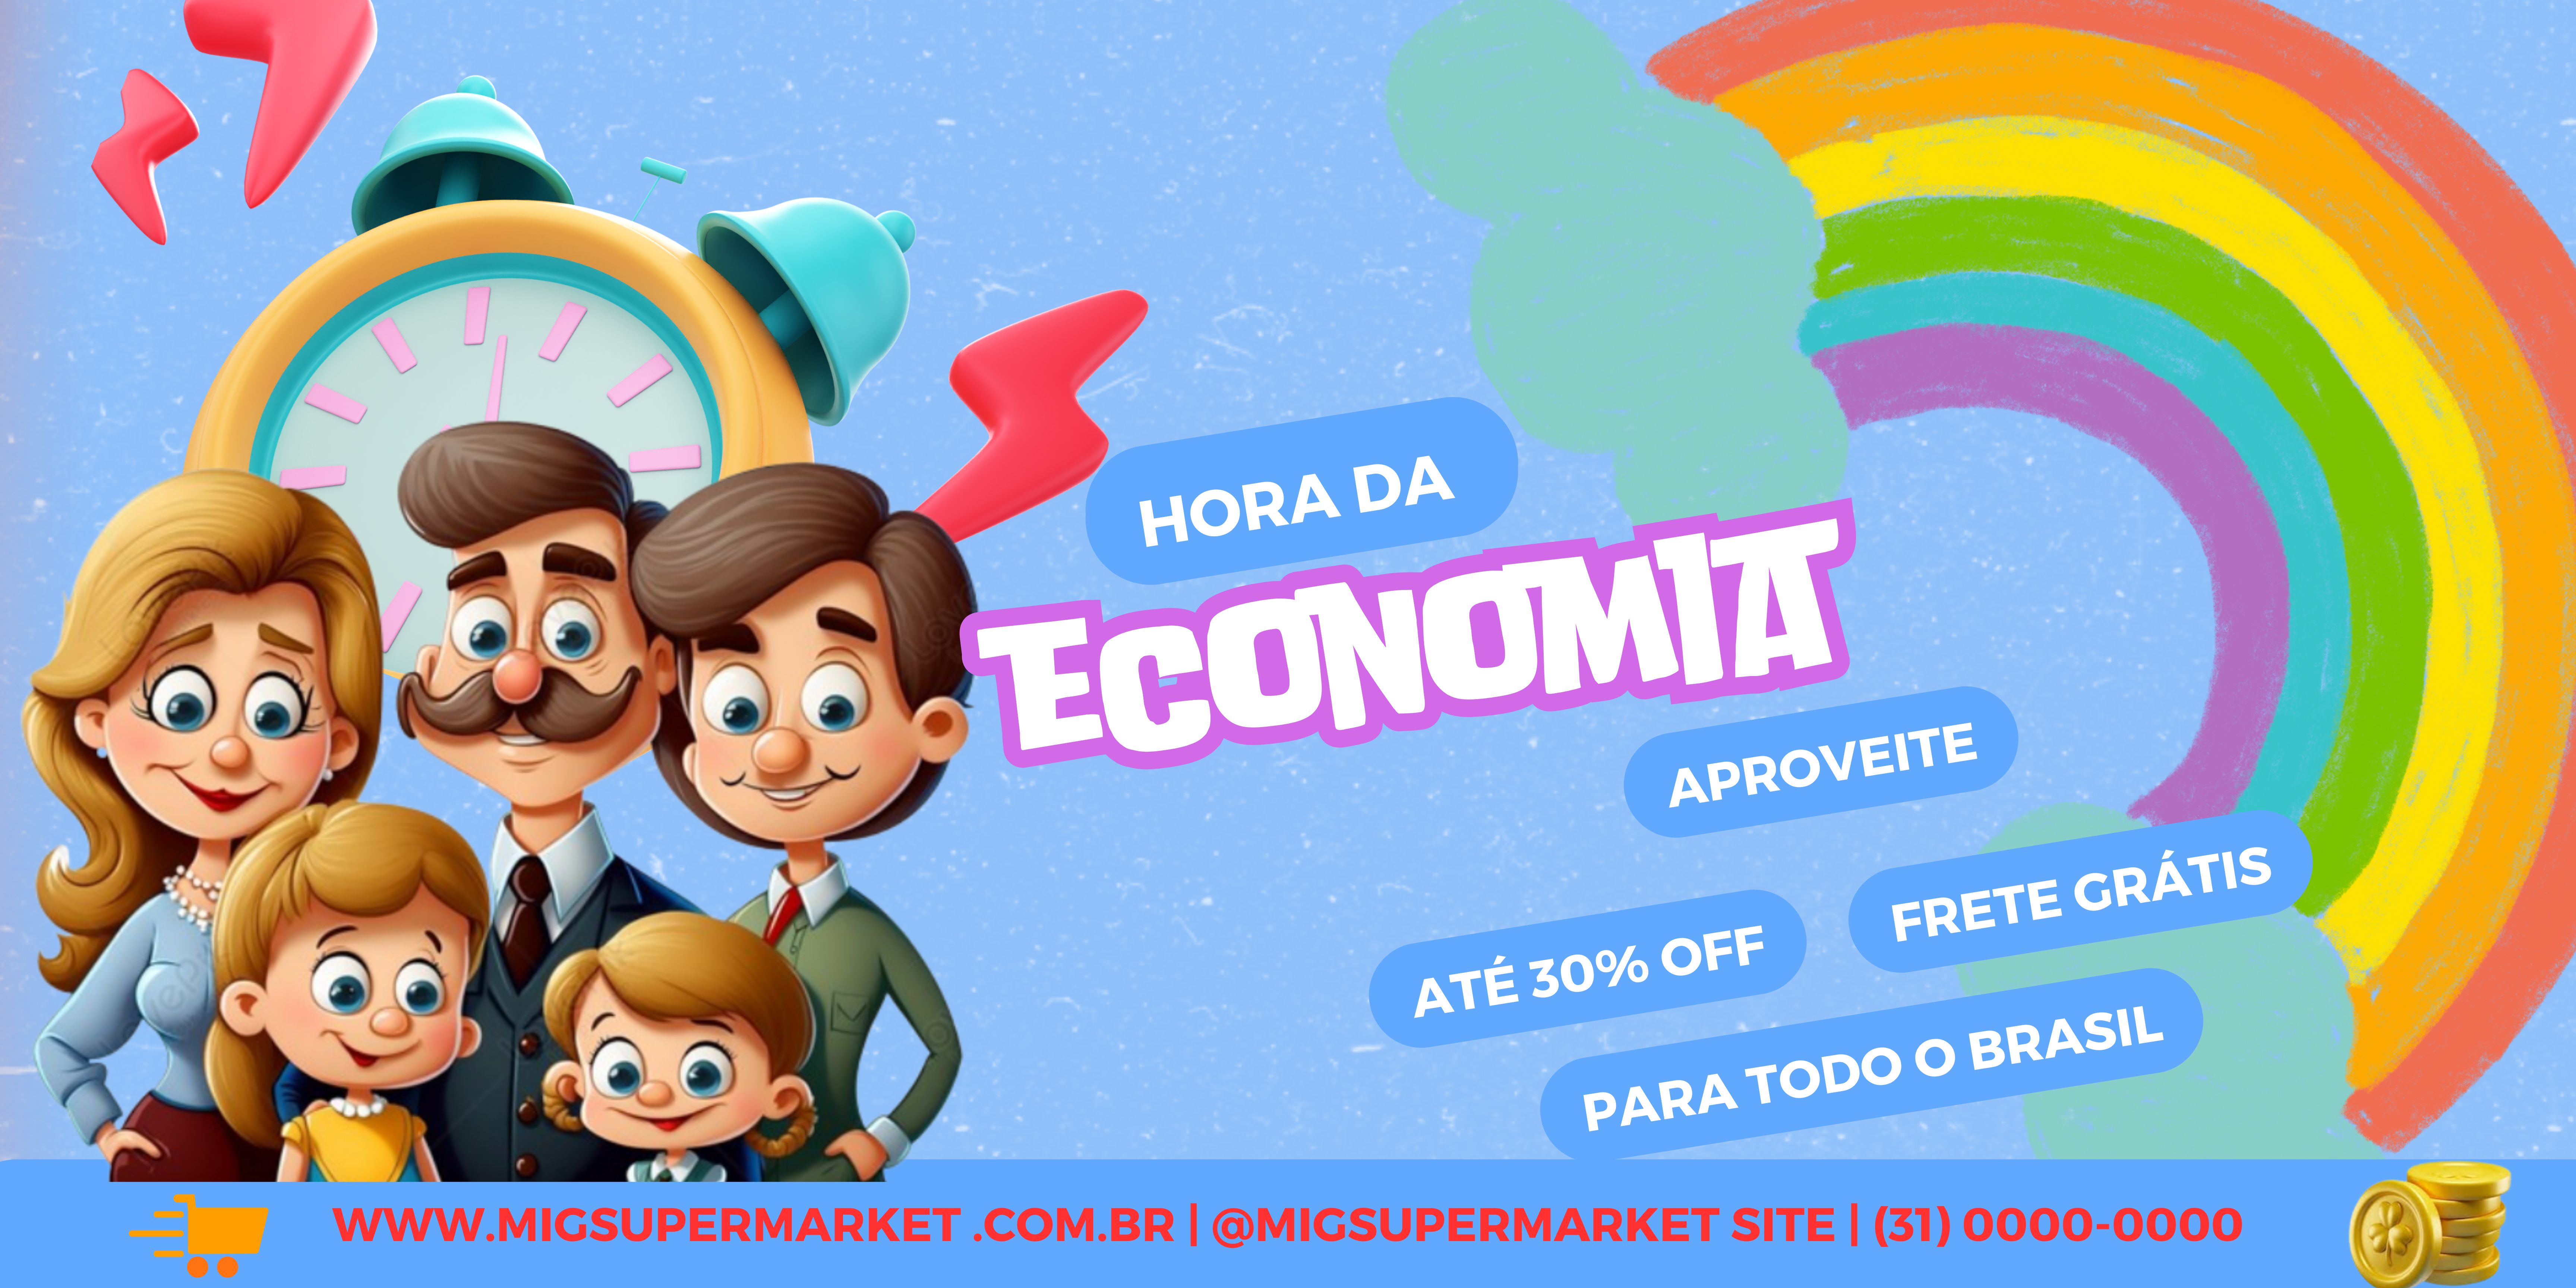 HORA DA
ECONOMIA
APROVEITE
ATÉ 30% OFF
FRETE GRÁTIS
PARA TODO O BRASIL
WWW.MIGSUPERMARKET .COM.BR | @MIGSUPERMARKET SITE | (31) 0000-0000